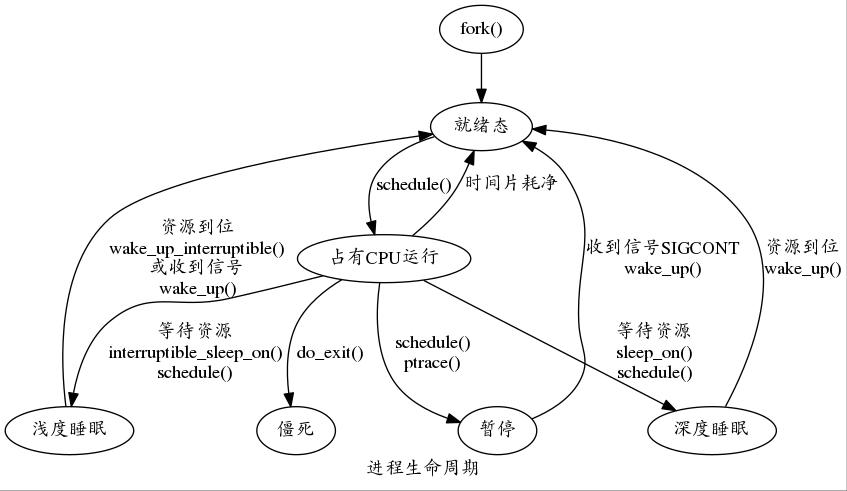 fork()
就绪态
schedule()
时间片耗净
资源到位
wake_up_interruptible()
或收到信号
wake_up()
占有CPU运行
收到信号SIGCONT
wake_up()
资源到位
wake_up()
等待资源
interruptible_sleep_on()
schedule()
do_exit()
schedule()
ptrace()
等待资源
sleep_on()
schedule()
浅度睡眠
僵死
暂停
深度睡眠
进程生命周期